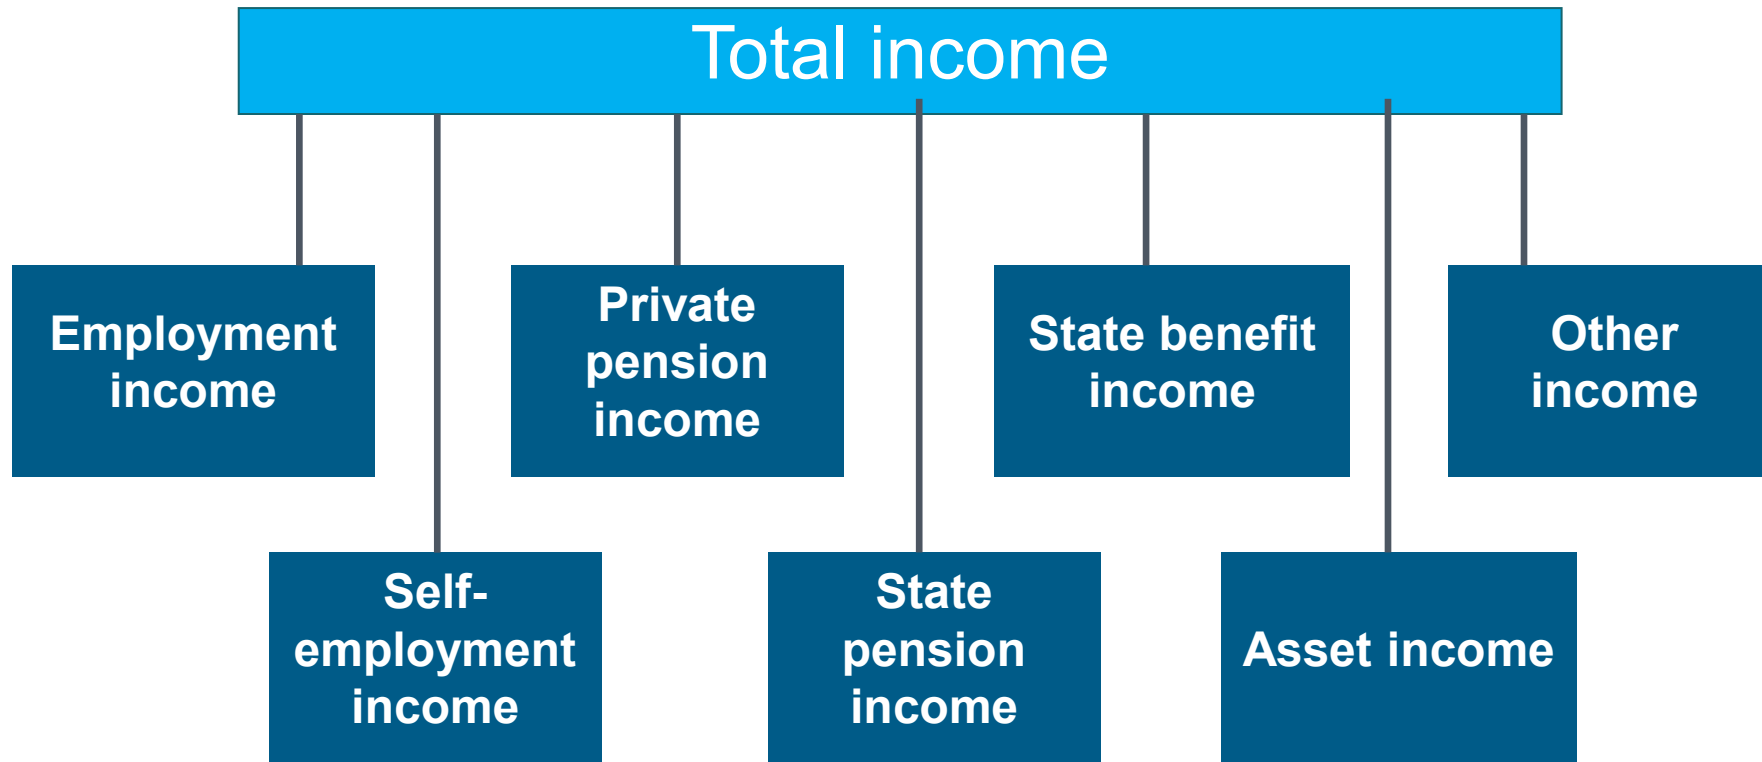 Total income
Employment
income
Private
pension
income
State benefit
income
Other
income
Self-
employment
income
State
pension
income
Asset income